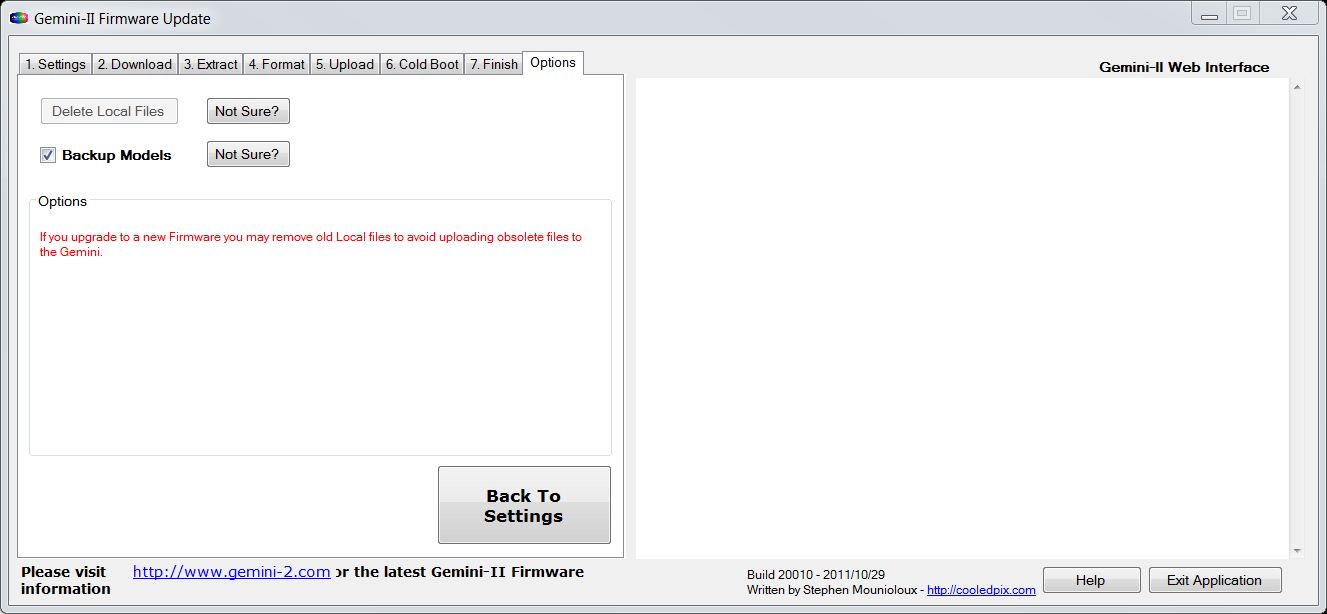 Gemini-II Firmware Update
1. Settings 2. Download 3. Extract 4. Format 5. Upload 6. Cold Boot 7. Finish Options
Gemini-II Web Interface
Delete Local Files Not Sure?
Backup Models Not Sure?
Options
If you upgrade to a new Firmware you may remove old Local files to avoid uploading obsolete files to
the Gemini.
Back To
Settings
Please visit http://www.gemini-2.com or the latest Gemini-II Firmware
information
Build 20010 - 2011/10/29
Written by Stephen Mounioloux - http://cooledpix.com
Help Exit Application